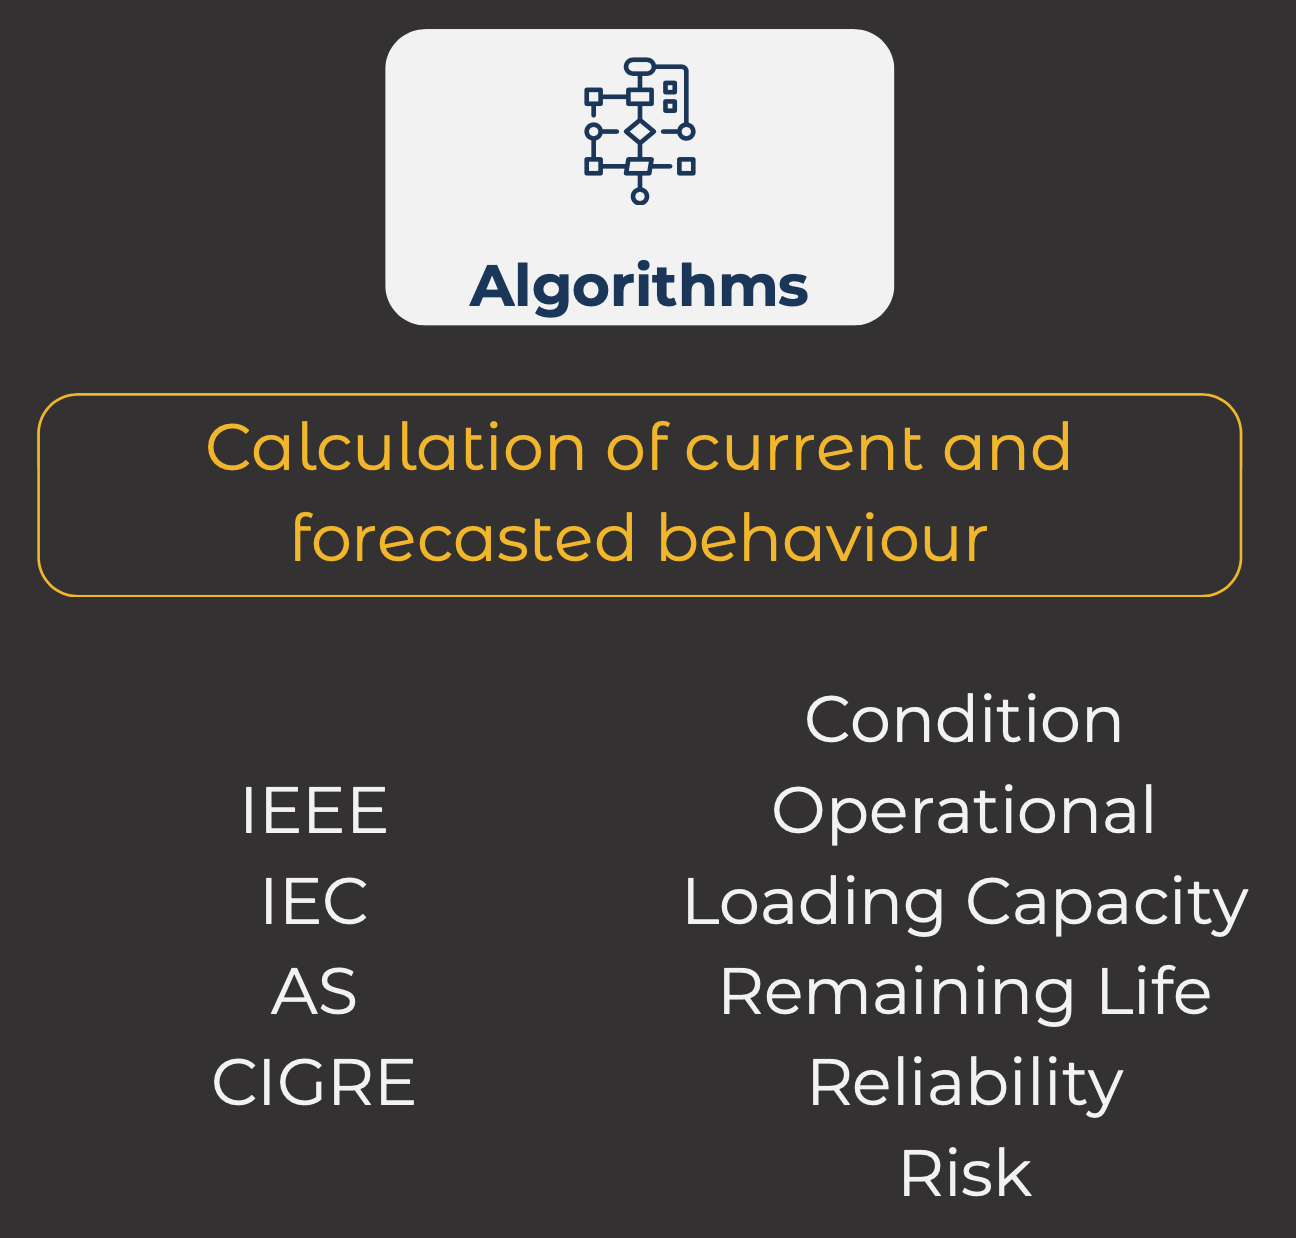 Algorithms
Calculation of current and
forecasted behaviour
IEEE
IEC
AS
CIGRE
Condition
Operational
Loading Capacity
Remaining Life
Reliability
Risk